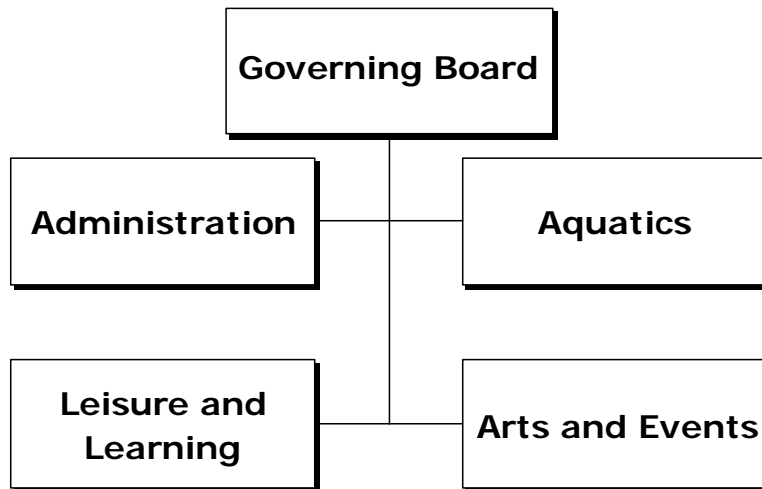 Governing Board
Administration
Aquatics
Leisure and
Learning
Arts and Events